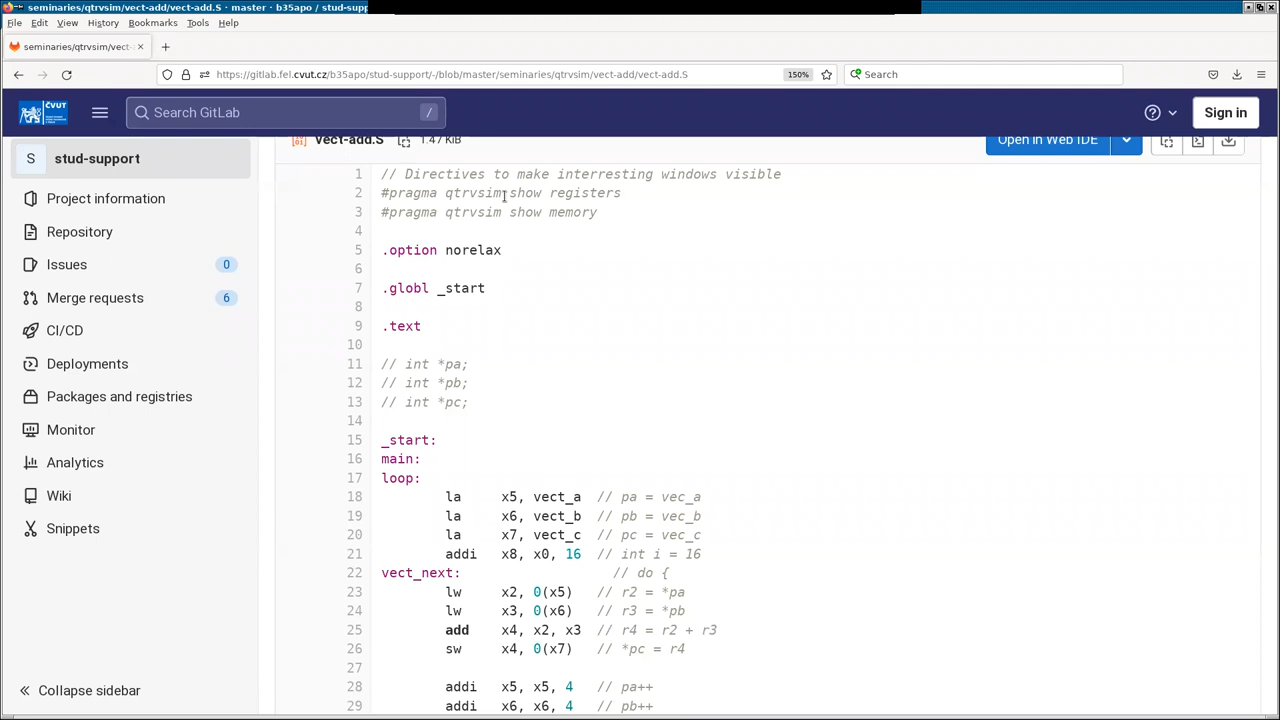 seminaries/qtrvsim/vect-add/vect-add.S · master · b35apo / stud-supp
File Edit View History Bookmarks Tools Help
seminaries/qtrvsim/vect-
https://gitlab.fel.cvut.cz/b35apo/stud-support/-/blob/master/seminaries/qtrvsim/vect-add/vect-add.S 150% Search
ČVUT Search GitLab / Sign in
S stud-support
Project information
Repository
Issues 0
Merge requests 6
CI/CD
Deployments
Packages and registries
Monitor
Analytics
Wiki
Snippets
Collapse sidebar
vect-add.S 1.47 KiB Open in Web IDE
1 // Directives to make interresting windows visible
2 #pragma qtrvsim show registers
3 #pragma qtrvsim show memory
4
5 .option norelax
6
7 .globl _start
8
9 .text
10
11 // int *pa;
12 // int *pb;
13 // int *pc;
14
15 _start:
16 main:
17 loop:
18 la x5, vect_a // pa = vec_a
19 la x6, vect_b // pb = vec_b
20 la x7, vect_c // pc = vec_c
21 addi x8, x0, 16 // int i = 16
22 vect_next: // do {
23 lw x2, 0(x5) // r2 = *pa
24 lw x3, 0(x6) // r3 = *pb
25 add x4, x2, x3 // r4 = r2 + r3
26 sw x4, 0(x7) // *pc = r4
27
28 addi x5, x5, 4 // pa++
29 addi x6, x6, 4 // pb++